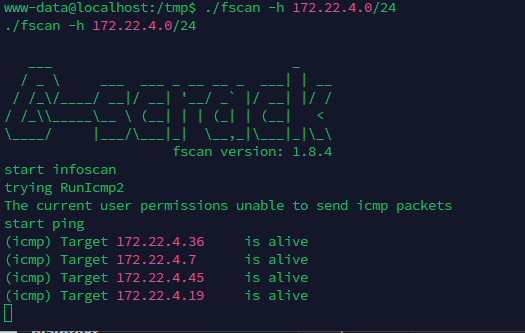 www-data@localhost:/tmp$ ./fscan -h 172.22.4.0/24
./fscan -h 172.22.4.0/24
   ___                              _
  / _ \     ___  ___ _ __ __ _  ___| | __
 / /_\/____/ __|/ __| '__/ _` |/ __| |/ /
/ /_\\_____\__ \ (__| | | (_| | (__|   <
\____/     |___/\___|_|  \__,_|\___|_|\_\
                     fscan version: 1.8.4
start infoscan
trying RunIcmp2
The current user permissions unable to send icmp packets
start ping
(icmp) Target 172.22.4.36     is alive
(icmp) Target 172.22.4.7      is alive
(icmp) Target 172.22.4.45     is alive
(icmp) Target 172.22.4.19     is alive